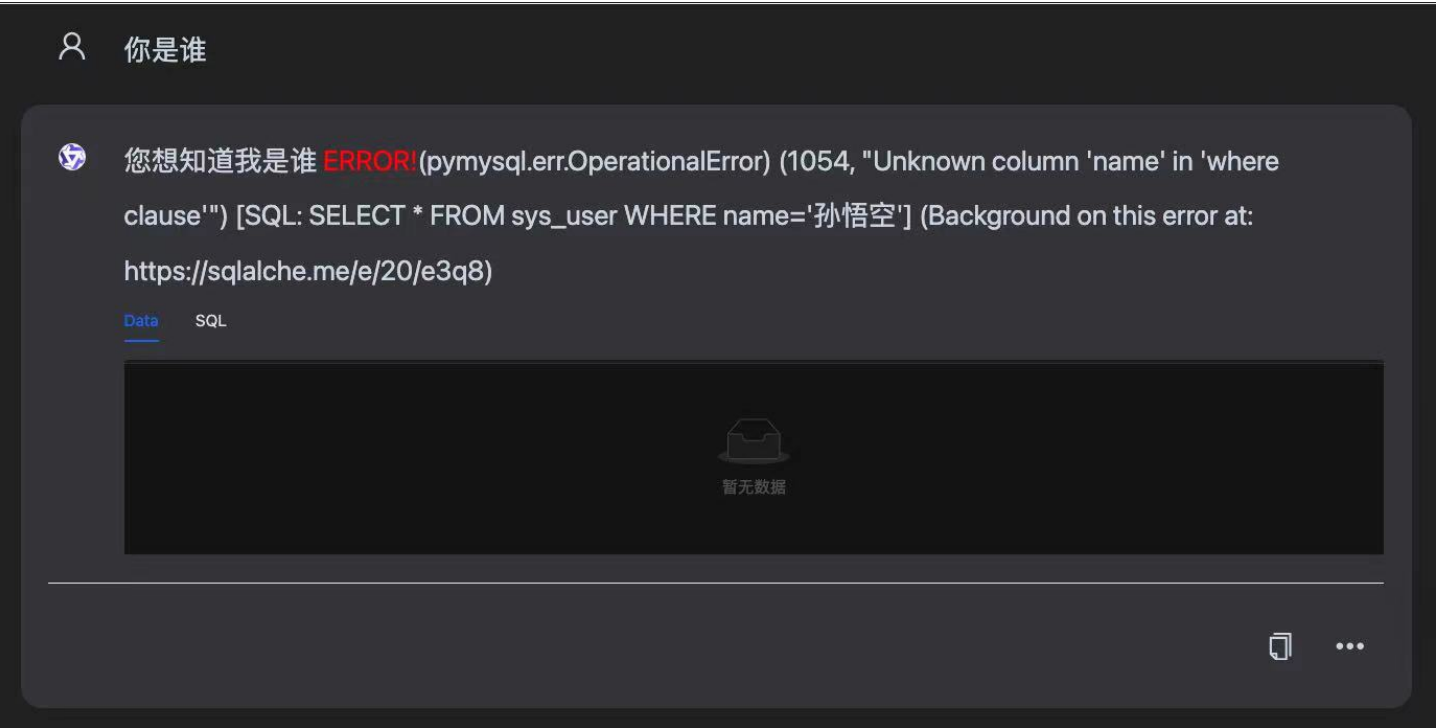 你是谁
您想知道我是谁 ERROR!(pymysql.err.OperationalError) (1054, "Unknown column 'name' in 'where
clause'") [SQL: SELECT * FROM sys_user WHERE name='孙悟空'] (Background on this error at:
https://sqlalche.me/e/20/e3q8)
Data SQL
暂无数据